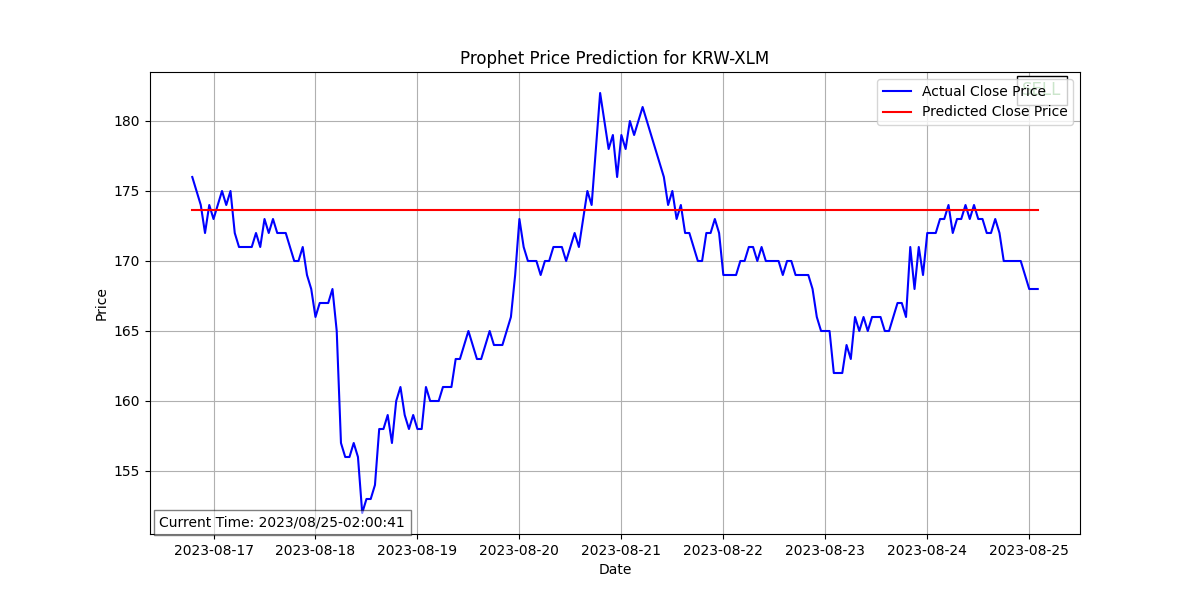 Prophet Price Prediction for KRW-XLM
SELL
Actual Close Price
Predicted Close Price
Price
180
175
170
165
160
155
Current Time: 2023/08/25-02:00:41
2023-08-17
2023-08-18
2023-08-19
2023-08-20
2023-08-21
2023-08-22
2023-08-23
2023-08-24
2023-08-25
Date